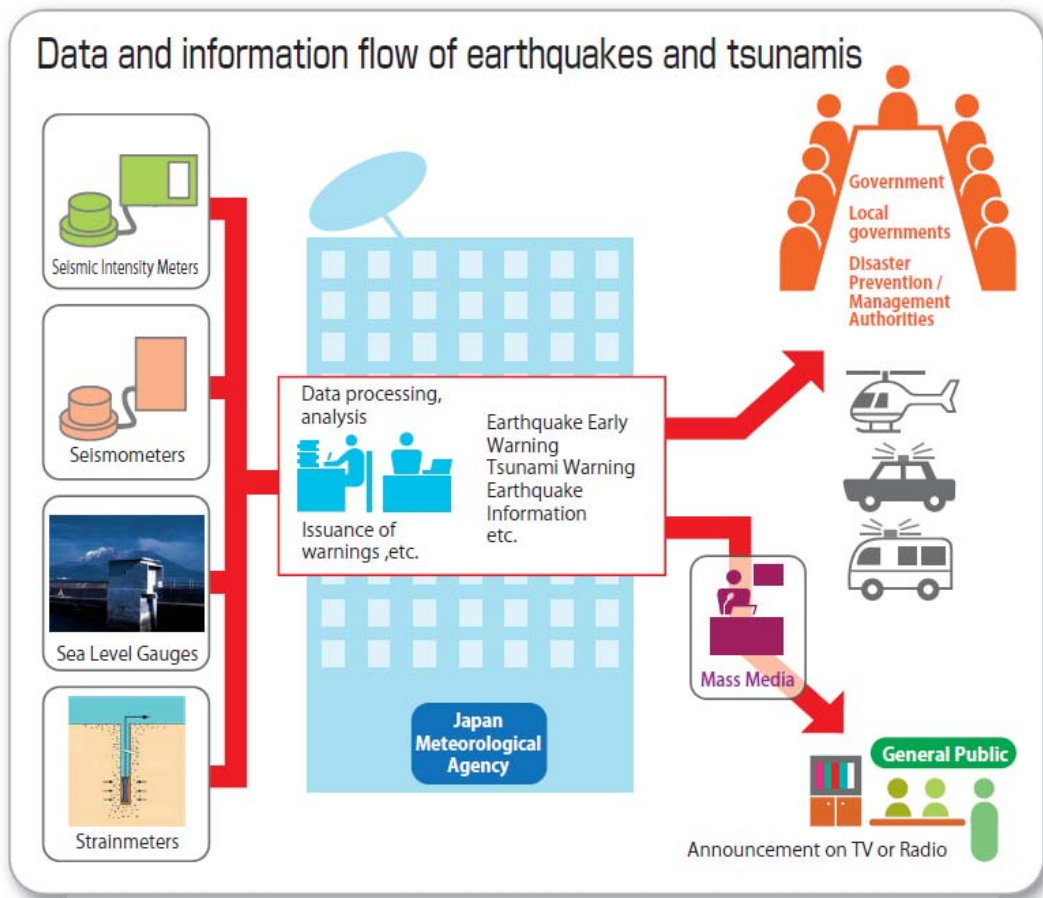 Data and information flow of earthquakes and tsunamis
Seismic Intensity Meters
Seismometers
Sea Level Gauges
Strainmeters
Data processing,
analysis
Issuance of
warnings ,etc.
Earthquake Early
Warning
Tsunami Warning
Earthquake
Information
etc.
Japan
Meteorological
Agency
Government
Local
governments
Disaster
Prevention /
Management
Authorities
Mass Media
General Public
Announcement on TV or Radio